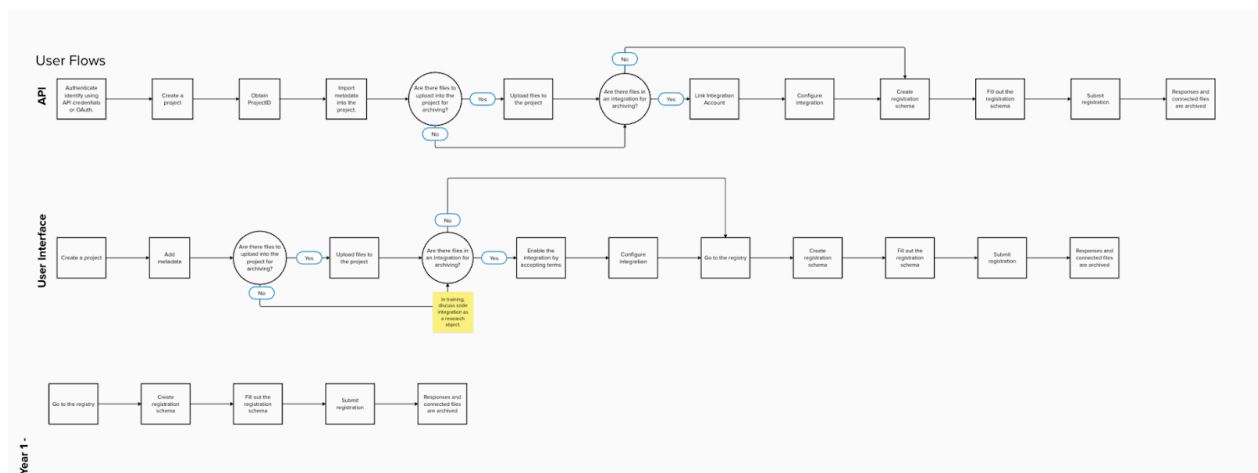 User Flows
API
Authenticate
identify using
API credentials
or OAuth.
Create a
project
Obtain
ProjectID
Import
metadata
into the
project.
Are there files to
upload into the
project for
archiving?
Yes
No
Upload files to
the project
Are there files in
an integration for
archiving?
No
Yes
Link Integration
Account
Configure
integration
Create
registration
schema
Fill out the
registration
schema
Submit
registration
Responses and
connected files
are archived
User Interface
Create a project
Add
metadata
Are there files to
upload into the
project for
archiving?
Yes
No
Upload files to
the project
Are there files in
an integration for
archiving?
No
Yes
In training,
discuss code
integration as
a research
object.
Enable the
integration by
accepting terms
Configure
integration
Go to the registry
Create
registration
schema
Fill out the
registration
schema
Submit
registration
Responses and
connected files
are archived
Year 1 -
Go to the registry
Create
registration
schema
Fill out the
registration
schema
Submit
registration
Responses and
connected files
are archived